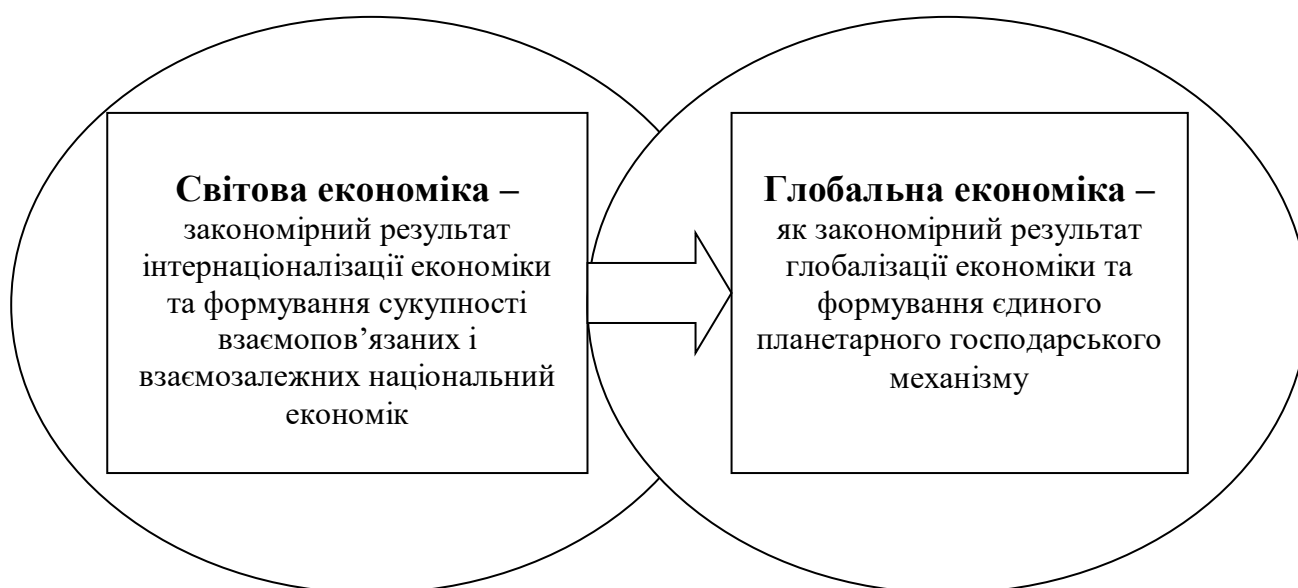 Світова економіка –
закономірний результат
інтернаціоналізації економіки
та формування сукупності
взаємопов’язаних і
взаємозалежних національний
економік
Глобальна економіка –
як закономірний результат
глобалізації економіки та
формування єдиного
планетарного господарського
механізму